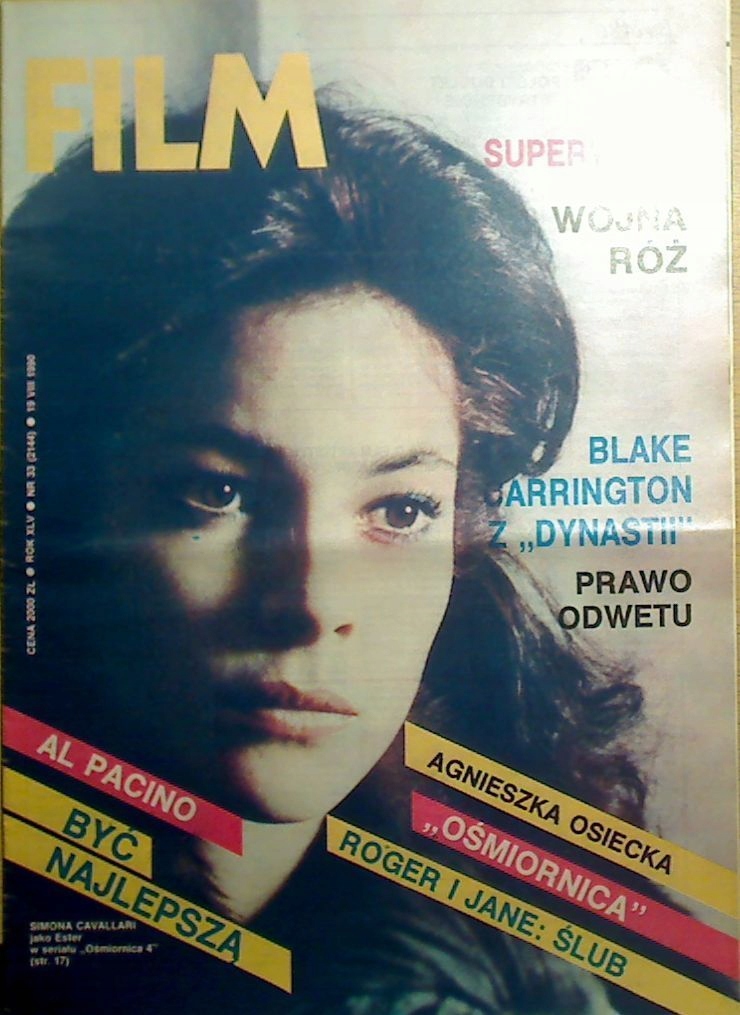 FILM
SUPER
WOJNA
RÓŻ
CENA 2000 ZŁ ● ROK XLV ● NR 33 (2144) ● 19 VIII 1990
BLAKE
CARRINGTON
Z „DYNASTII"
PRAWO
ODWETU
AL PACINO
BYĆ
NAJLEPSZĄ
AGNIESZKA OSIECKA
„OŚMIORNICA"
ROGER I JANE: ŚLUB
SIMONA CAVALLARI
jako Ester
w serialu „Ośmiornica 4"
(str. 17)